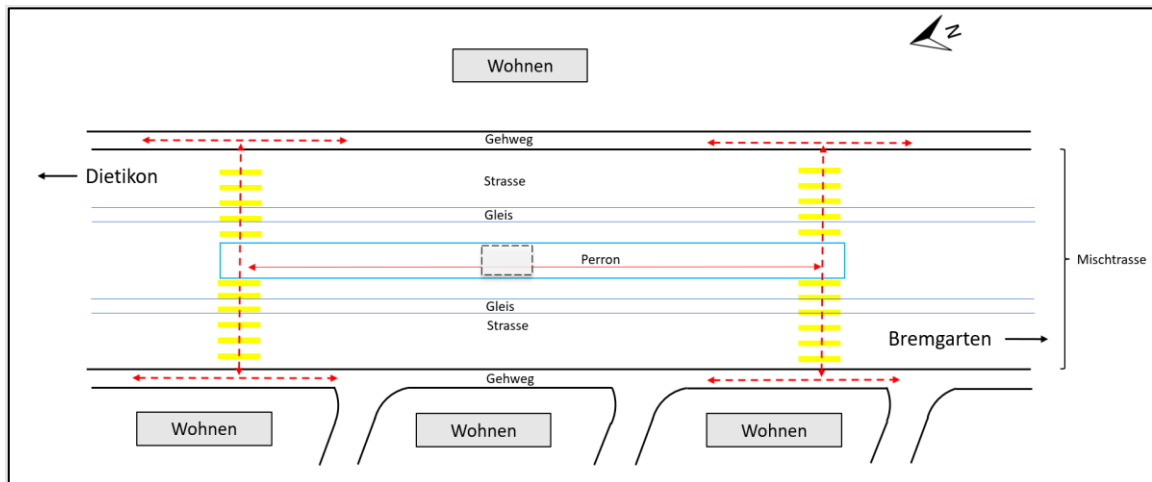 N
Wohnen
Gehweg
Dietikon
Strasse
Gleis
Perron
Mischtrasse
Gleis
Strasse
Bremgarten
Gehweg
Wohnen
Wohnen
Wohnen